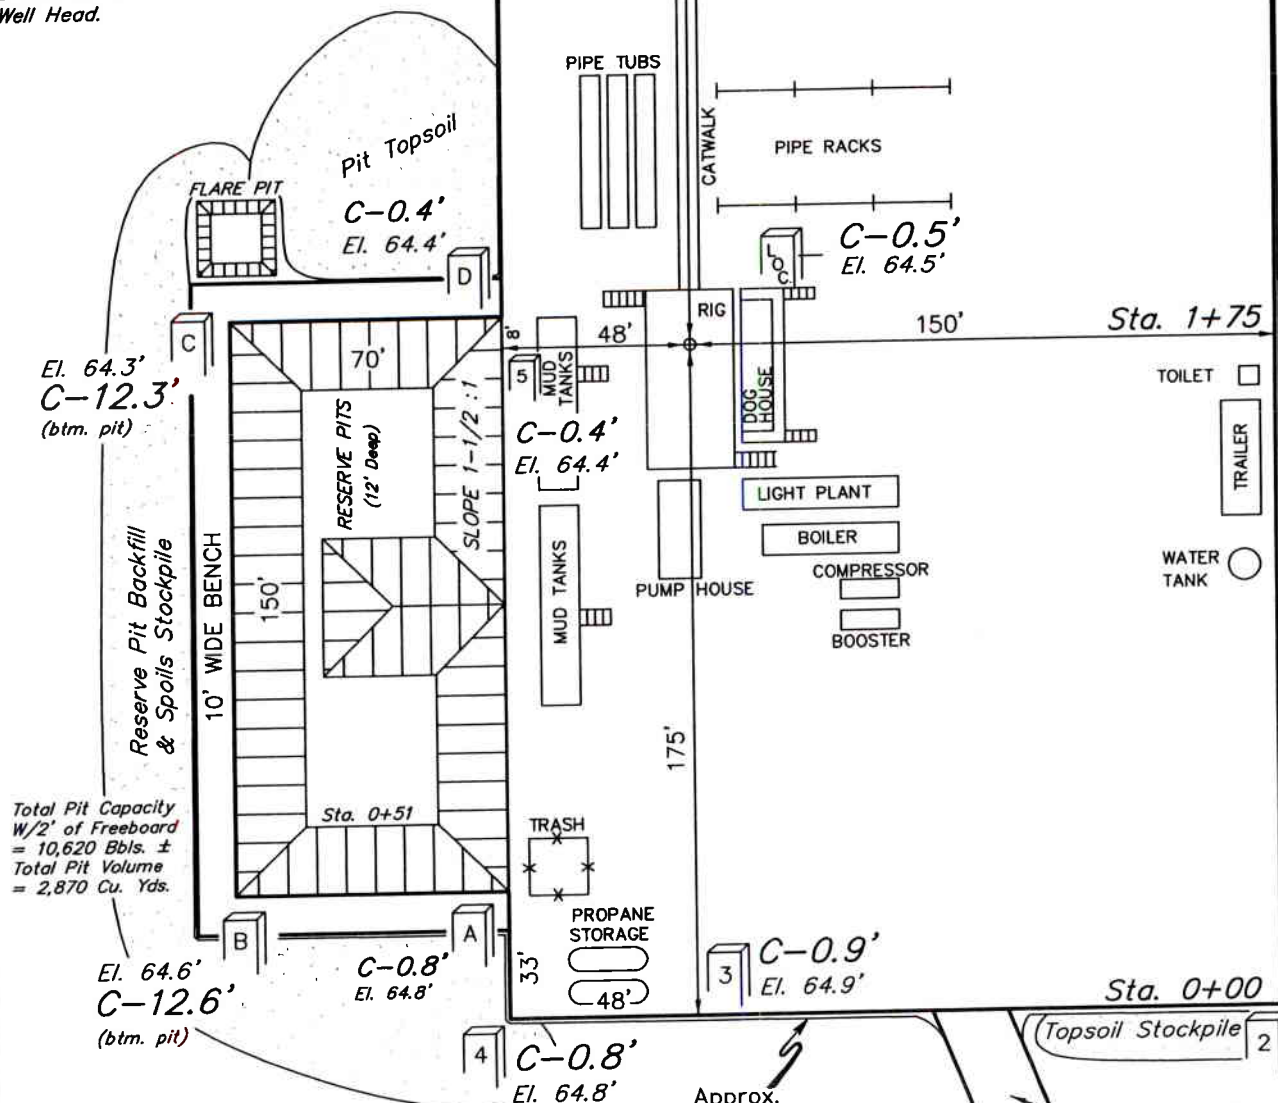 Well Head.
PIPE TUBS
CATWALK
PIPE RACKS
Pit Topsoil
FLARE PIT
C-0.4'
El. 64.4'
D
LOC.
C-0.5'
El. 64.5'
RIG
C
El. 64.3'
C-12.3'
(btm. pit)
70'
8'
48'
150'
Sta. 1+75
5
MUD
TANKS
DOG
HOUSE
TOILET
TRAILER
C-0.4'
El. 64.4'
RESERVE PITS
(12' Deep)
SLOPE 1-1/2 :1
LIGHT PLANT
BOILER
COMPRESSOR
BOOSTER
PUMP HOUSE
WATER
TANK
MUD TANKS
Reserve Pit Backfill
& Spoils Stockpile
10' WIDE BENCH
150'
175'
Total Pit Capacity
W/2' of Freeboard
= 10,620 Bbls. ±
Total Pit Volume
= 2,870 Cu. Yds.
Sta. 0+51
TRASH
PROPANE
STORAGE
33'
48'
B
A
El. 64.6'
C-12.6'
(btm. pit)
C-0.8'
El. 64.8'
3
C-0.9'
El. 64.9'
Sta. 0+00
Topsoil Stockpile
2
4
C-0.8'
El. 64.8'
Approx.